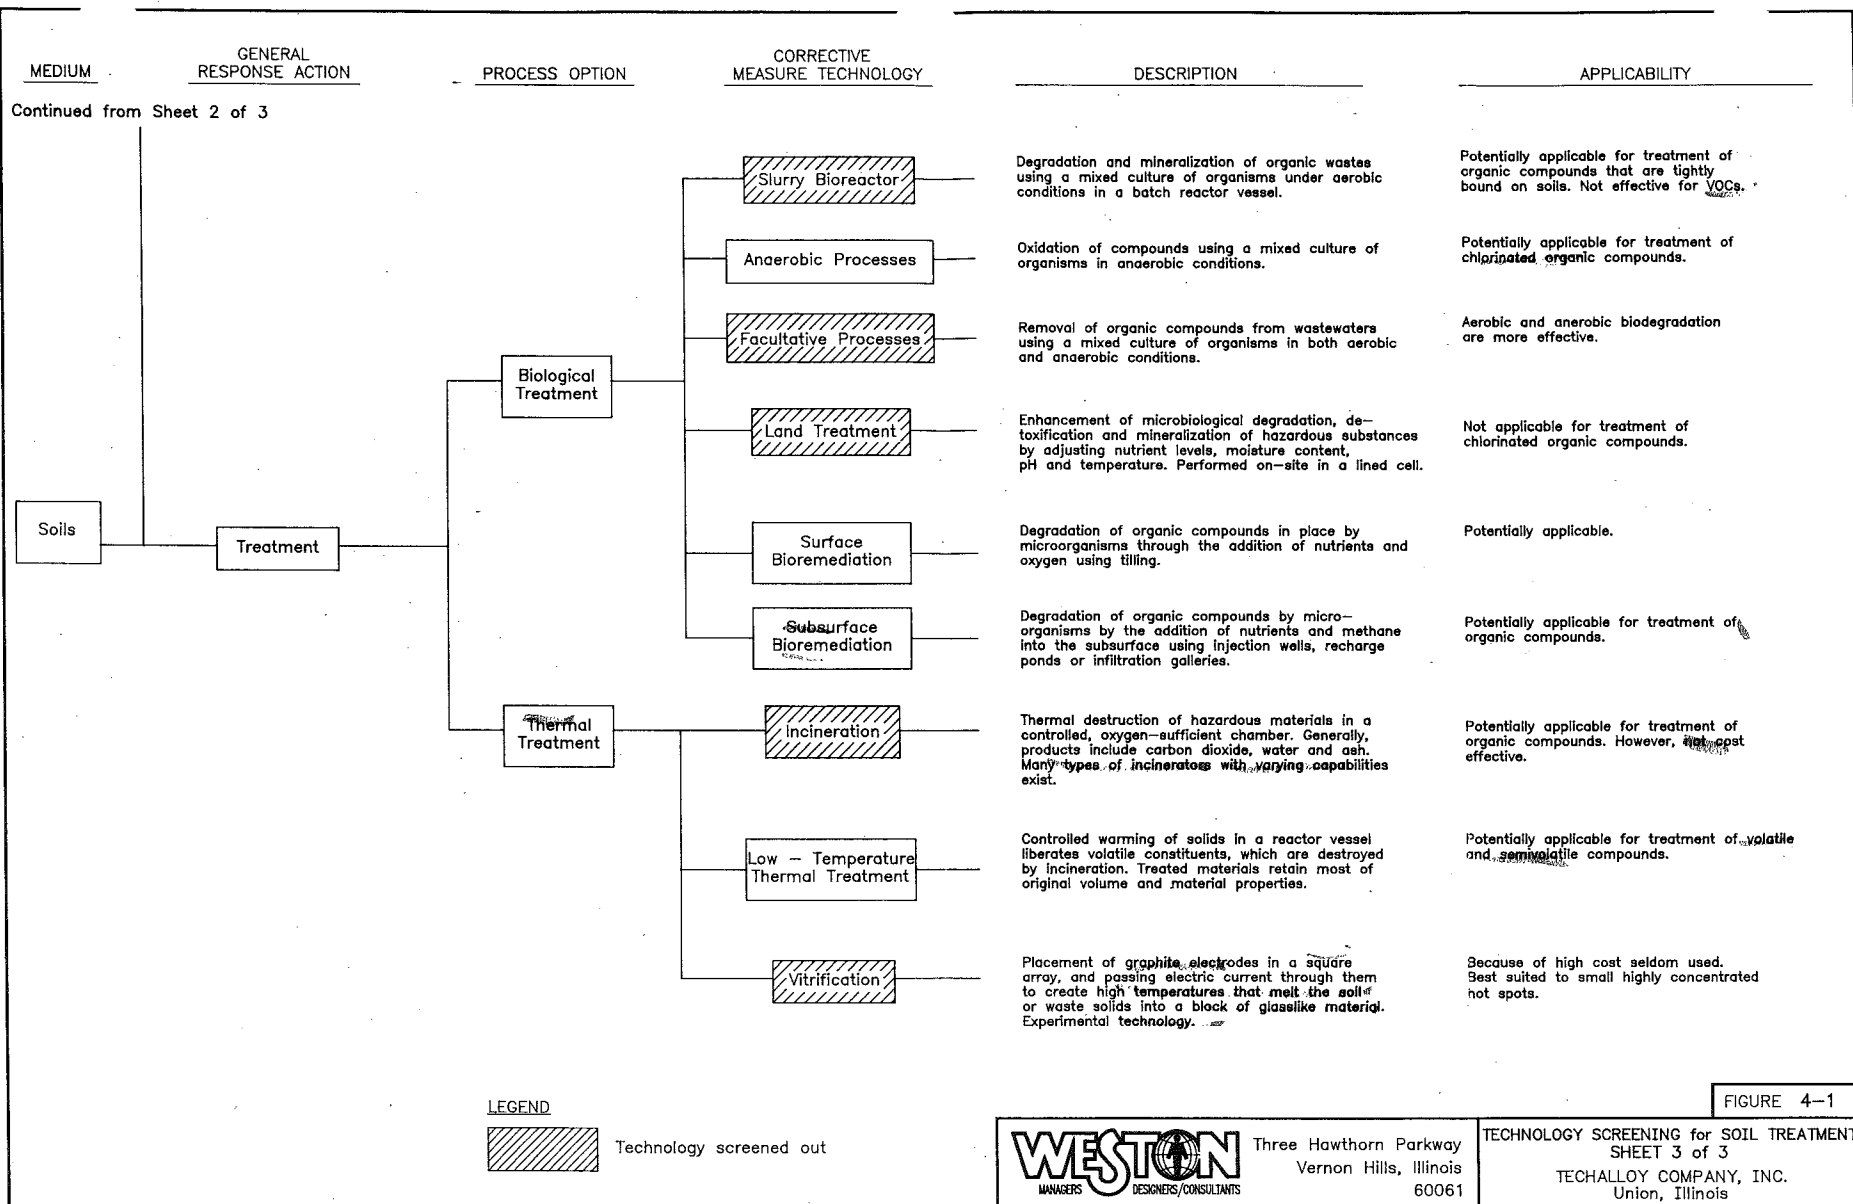 MEDIUM
GENERAL
RESPONSE ACTION
PROCESS OPTION
CORRECTIVE
MEASURE TECHNOLOGY
DESCRIPTION
APPLICABILITY
Continued from Sheet 2 of 3
Soils
Treatment
Biological
Treatment
Slurry Bioreactor
Degradation and mineralization of organic wastes
using a mixed culture of organisms under aerobic
conditions in a batch reactor vessel.
Potentially applicable for treatment of
organic compounds that are tightly
bound on soils. Not effective for VOCs.
Anaerobic Processes
Oxidation of compounds using a mixed culture of
organisms in anaerobic conditions.
Potentially applicable for treatment of
chlorinated organic compounds.
Facultative Processes
Removal of organic compounds from wastewaters
using a mixed culture of organisms in both aerobic
and anaerobic conditions.
Aerobic and anerobic biodegradation
are more effective.
Land Treatment
Enhancement of microbiological degradation, de-
toxification and mineralization of hazardous substances
by adjusting nutrient levels, moisture content,
pH and temperature. Performed on-site in a lined cell.
Not applicable for treatment of
chlorinated organic compounds.
Surface
Bioremediation
Degradation of organic compounds in place by
microorganisms through the addition of nutrients and
oxygen using tilling.
Potentially applicable.
Subsurface
Bioremediation
Degradation of organic compounds by micro-
organisms by the addition of nutrients and methane
into the subsurface using injection wells, recharge
ponds or infiltration galleries.
Potentially applicable for treatment of
organic compounds.
Thermal
Treatment
Incineration
Thermal destruction of hazardous materials in a
controlled, oxygen-sufficient chamber. Generally,
products include carbon dioxide, water and ash.
Many types of incinerators with varying capabilities
exist.
Potentially applicable for treatment of
organic compounds. However, not cost
effective.
Low - Temperature
Thermal Treatment
Controlled warming of solids in a reactor vessel
liberates volatile constituents, which are destroyed
by incineration. Treated materials retain most of
original volume and material properties.
Potentially applicable for treatment of volatile
and semivolatile compounds.
Vitrification
Placement of graphite electrodes in a square
array, and passing electric current through them
to create high temperatures that melt the soil
or waste solids into a block of glasslike material.
Experimental technology.
Because of high cost seldom used.
Best suited to small highly concentrated
hot spots.
LEGEND
Technology screened out
FIGURE 4-1
WESTON
MANAGERS DESIGNERS/CONSULTANTS
Three Hawthorn Parkway
Vernon Hills, Illinois
60061
TECHNOLOGY SCREENING for SOIL TREATMENT
SHEET 3 of 3
TECHALLOY COMPANY, INC.
Union, Illinois